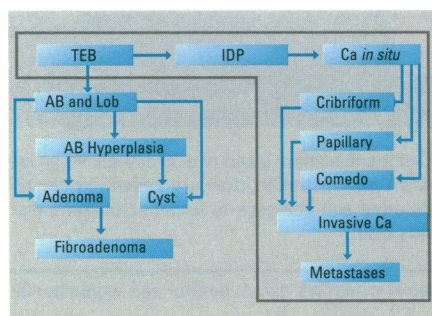 TEB
IDP
Ca in situ
AB and Lob
Cribriform
AB Hyperplasia
Papillary
Comedo
Adenoma
Cyst
Invasive Ca
Fibroadenoma
Metastases